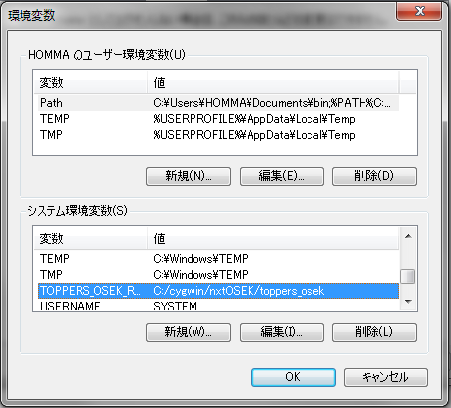 環境変数
HOMMA のユーザー環境変数(U)
変数 値
Path C:¥Users¥HOMMA¥Documents¥bin;%PATH%;C:...
TEMP %USERPROFILE%¥AppData¥Local¥Temp
TMP %USERPROFILE%¥AppData¥Local¥Temp
新規(N)... 編集(E)... 削除(D)
システム環境変数(S)
変数 値
TEMP C:¥Windows¥TEMP
TMP C:¥Windows¥TEMP
TOPPERS_OSEK_R... C:/cygwin/nxtOSEK/toppers_osek
USERNAME SYSTEM
新規(W)... 編集(I)... 削除(L)
OK キャンセル